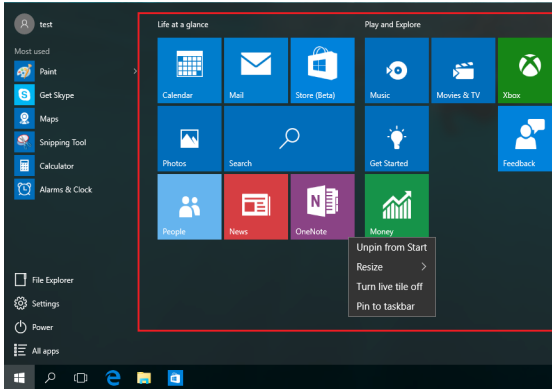 test
Most used
Paint
Get Skype
Maps
Snipping Tool
Calculator
Alarms & Clock
File Explorer
Settings
Power
All apps
Life at a glance
Calendar
Mail
Store (Beta)
Photos
Search
People
News
N
OneNote
Play and Explore
Music
Movies & TV
Xbox
Get Started
Feedback
Money
Unpin from Start
Resize
Turn live tile off
Pin to taskbar